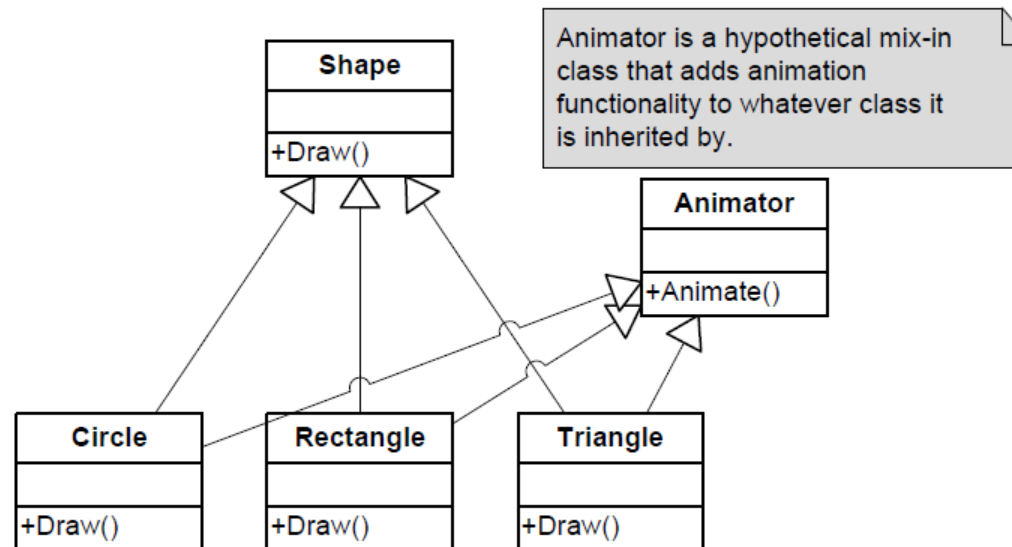 Shape
+Draw()
Animator is a hypothetical mix-in
class that adds animation
functionality to whatever class it
is inherited by.
Animator
+Animate()
Circle
+Draw()
Rectangle
+Draw()
Triangle
+Draw()